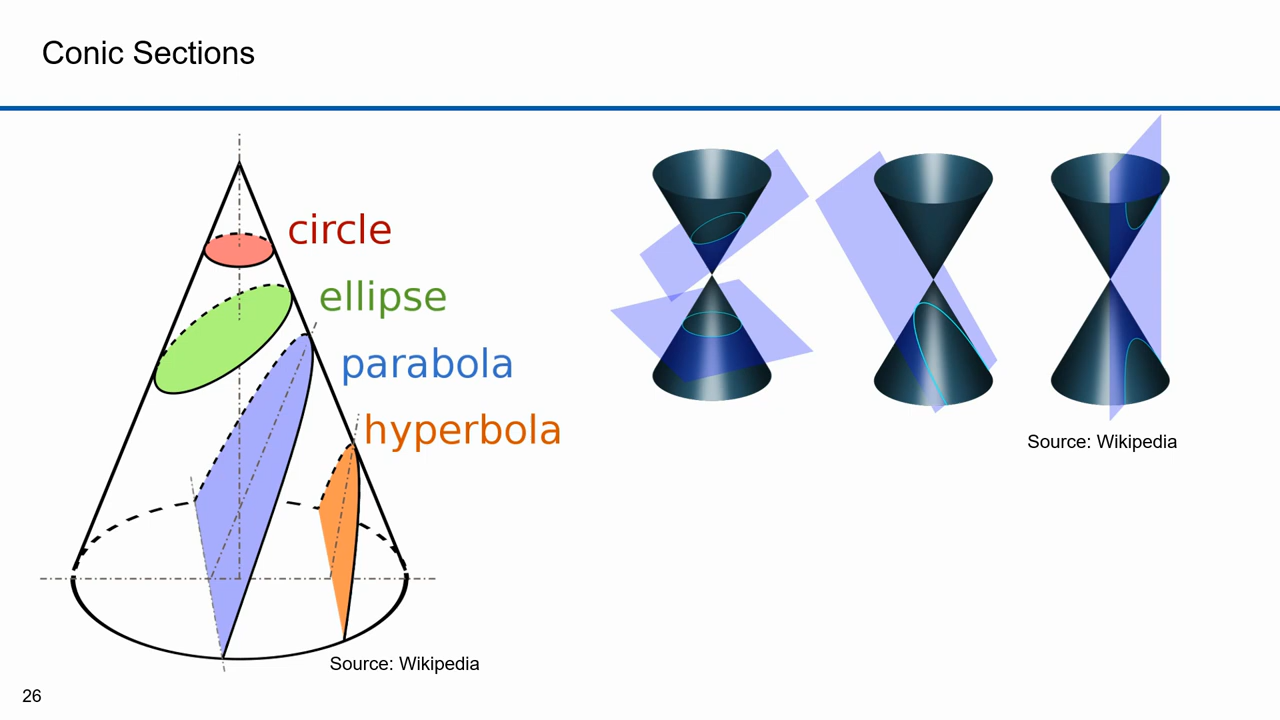 Conic Sections
circle
ellipse
parabola
hyperbola
Source: Wikipedia
Source: Wikipedia
26